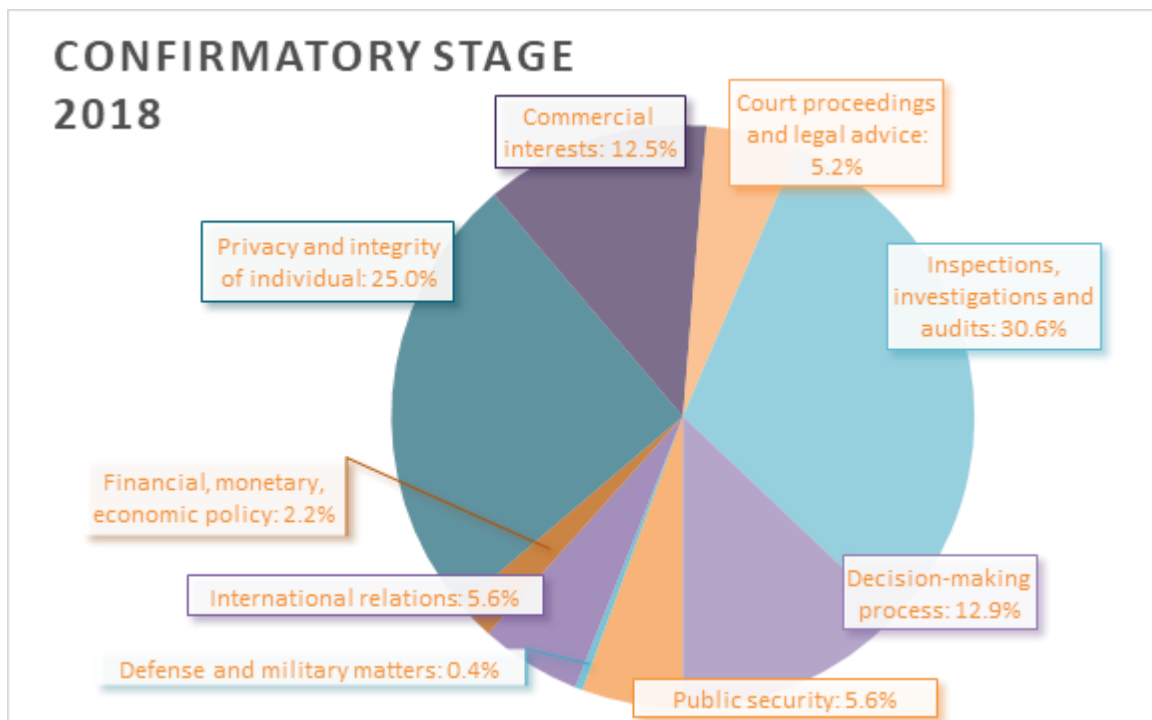 CONFIRMATORY STAGE
2018
Commercial
interests: 12.5%
Court proceedings
and legal advice:
5.2%
Privacy and integrity
of individual: 25.0%
Inspections,
investigations and
audits: 30.6%
Financial, monetary,
economic policy: 2.2%
Decision-making
process: 12.9%
International relations: 5.6%
Defense and military matters: 0.4%
Public security: 5.6%